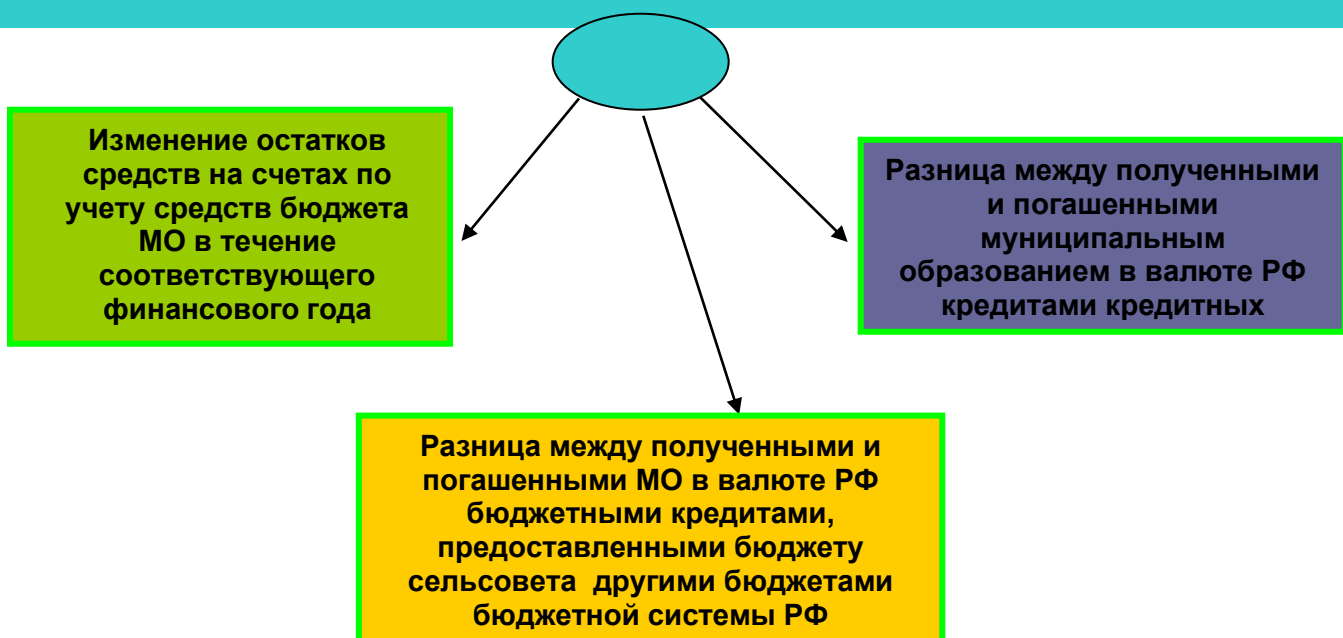 Изменение остатков
средств на счетах по
учету средств бюджета
МО в течение
соответствующего
финансового года
Разница между полученными
и погашенными
муниципальным
образованием в валюте РФ
кредитами кредитных
Разница между полученными и
погашенными МО в валюте РФ
бюджетными кредитами,
предоставленными бюджету
сельсовета другими бюджетами
бюджетной системы РФ